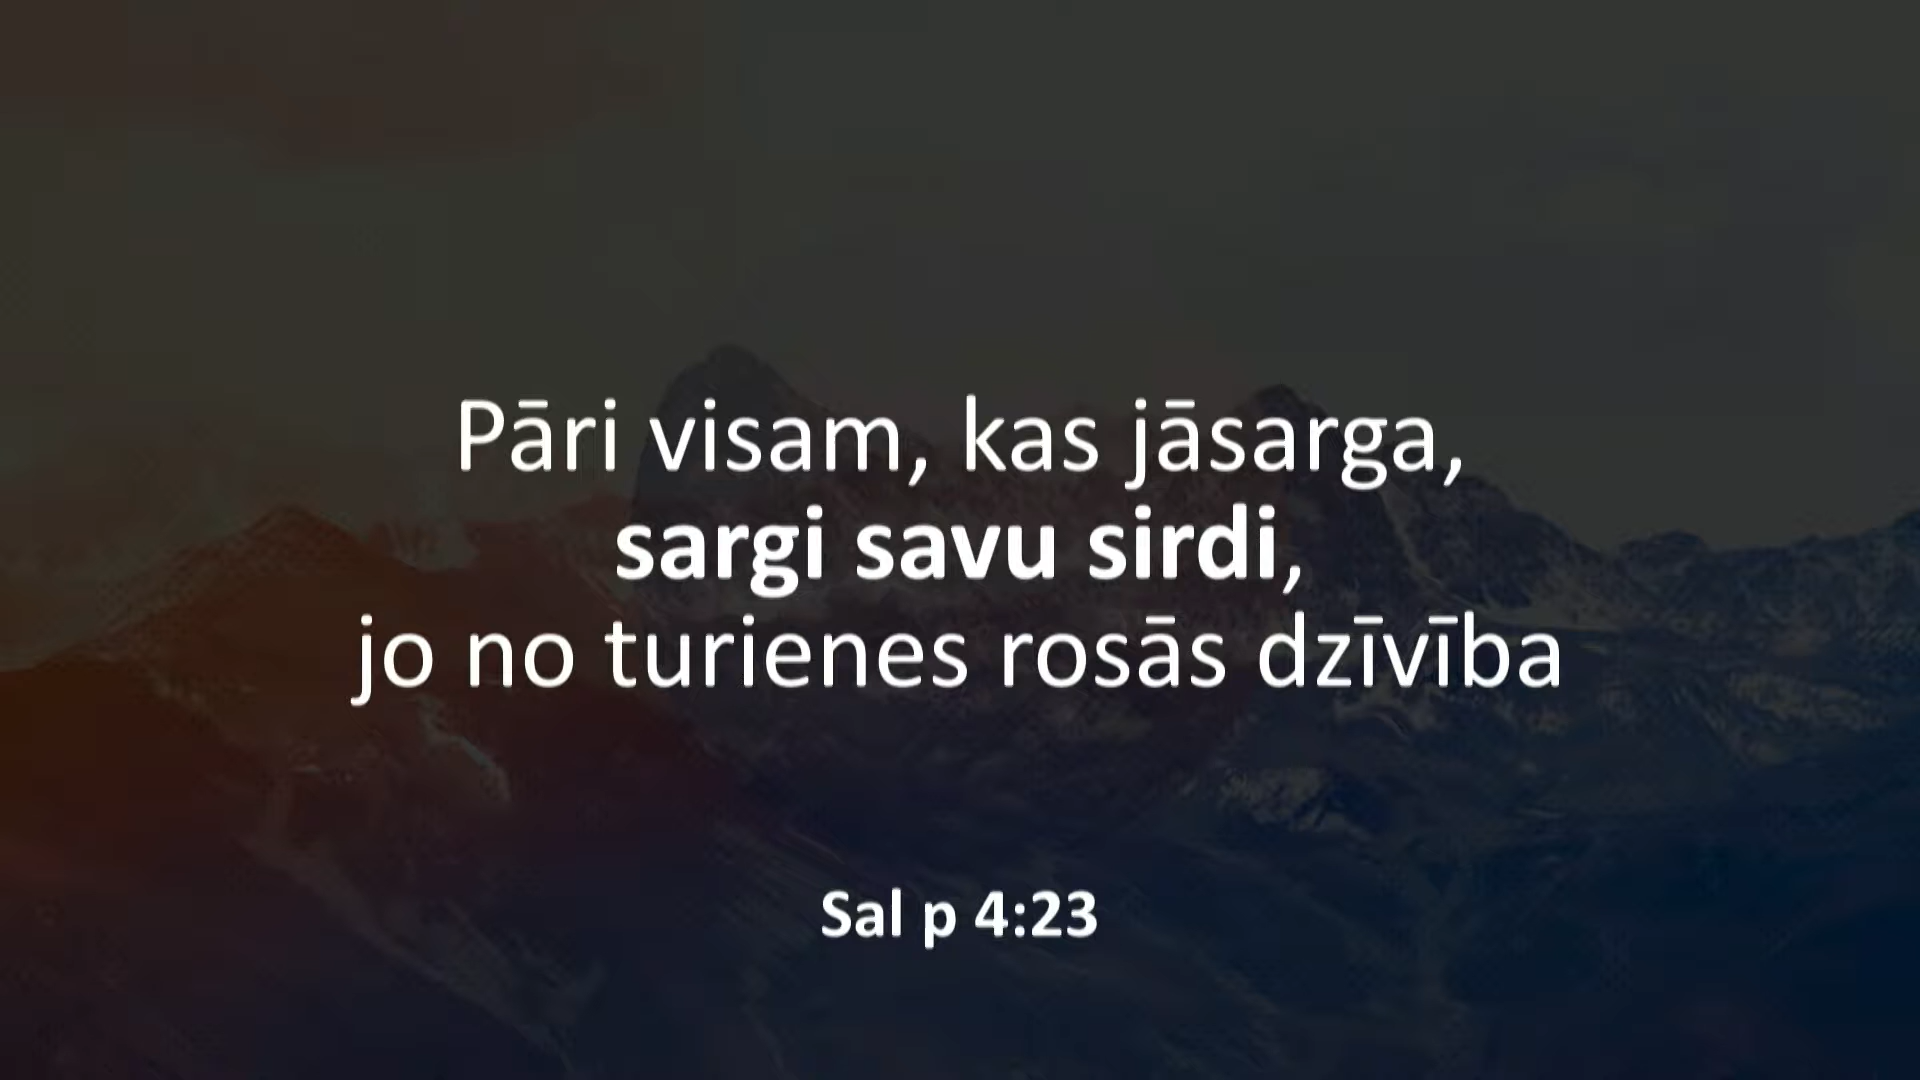 Pāri visam, kas jāsarga,
sargi savu sirdi,
jo no turienes rosās dzīvība
Sal p 4:23